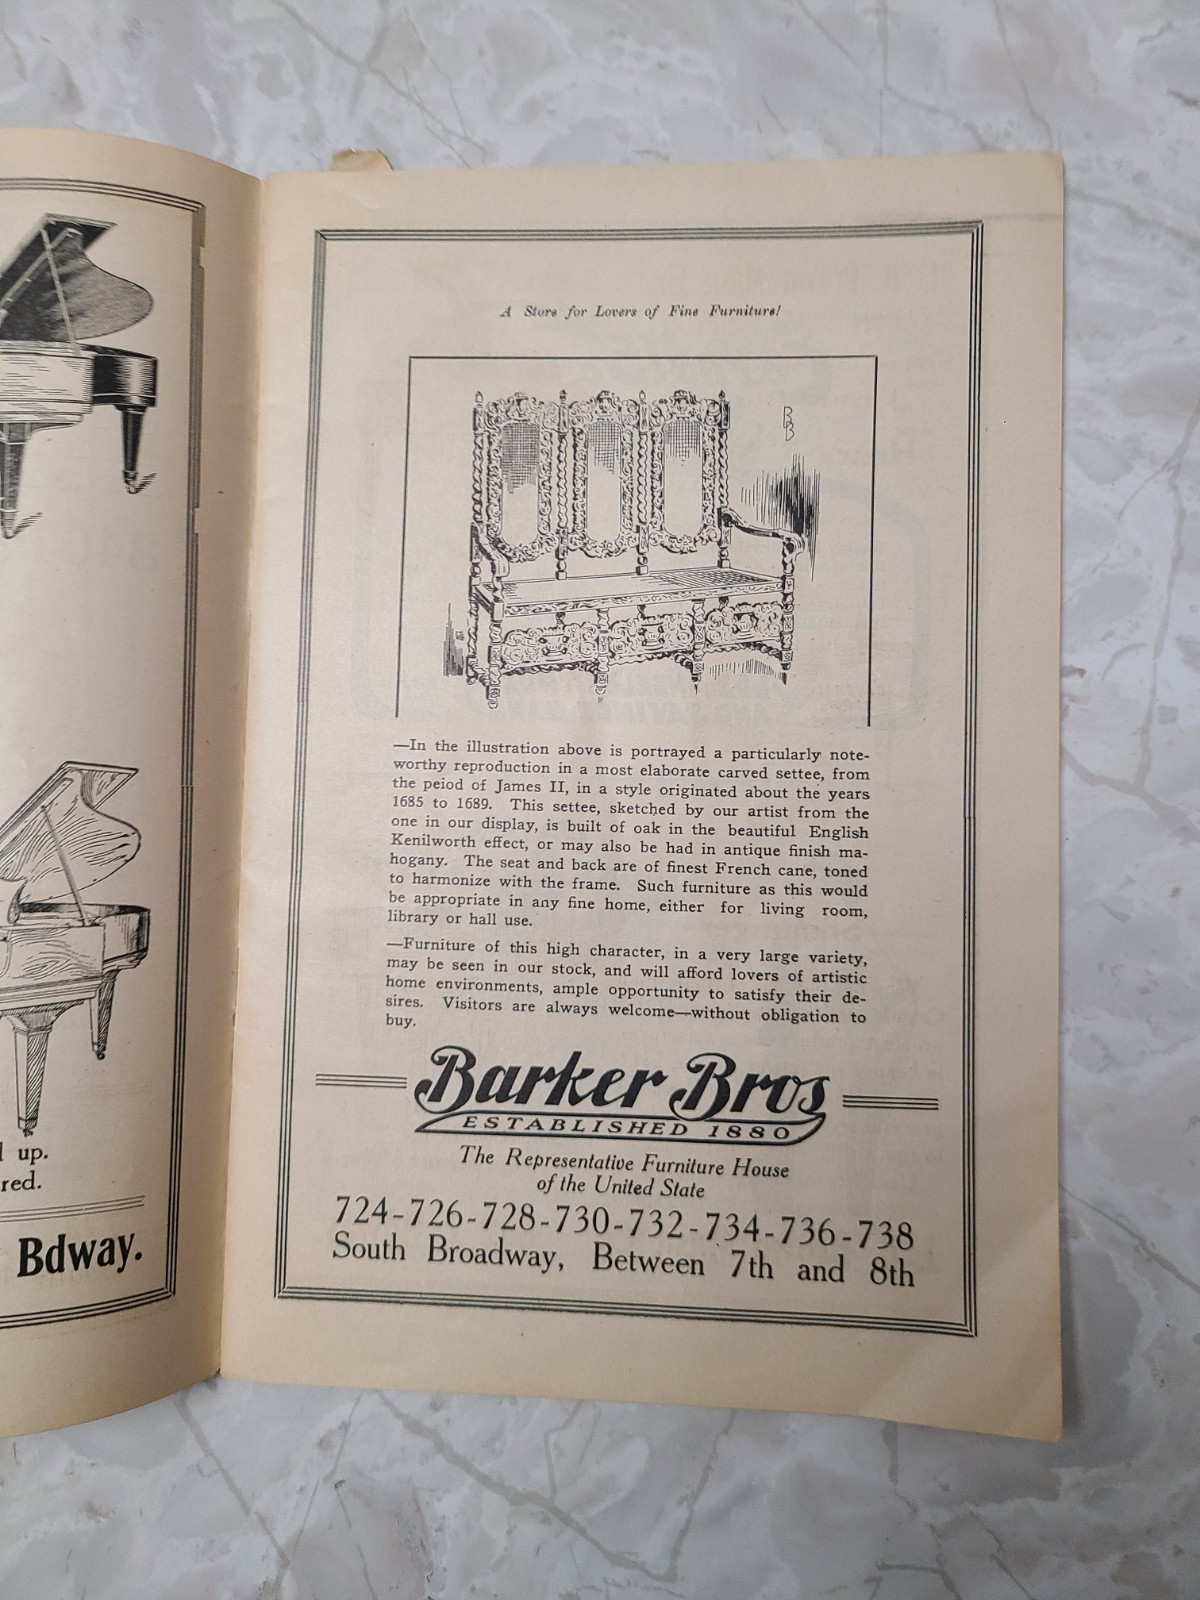 up.
red.
Bdway.
A Store for Lovers of Fine Furniture!
BB
—In the illustration above is portrayed a particularly note-
worthy reproduction in a most elaborate carved settee, from
the peiod of James II, in a style originated about the years
1685 to 1689. This settee, sketched by our artist from the
one in our display, is built of oak in the beautiful English
Kenilworth effect, or may also be had in antique finish ma-
hogany. The seat and back are of finest French cane, toned
to harmonize with the frame. Such furniture as this would
be appropriate in any fine home, either for living room,
library or hall use.
—Furniture of this high character, in a very large variety,
may be seen in our stock, and will afford lovers of artistic
home environments, ample opportunity to satisfy their de-
sires. Visitors are always welcome—without obligation to
buy.
Barker Bros
ESTABLISHED 1880
The Representative Furniture House
of the United State
724-726-728-730-732-734-736-738
South Broadway, Between 7th and 8th